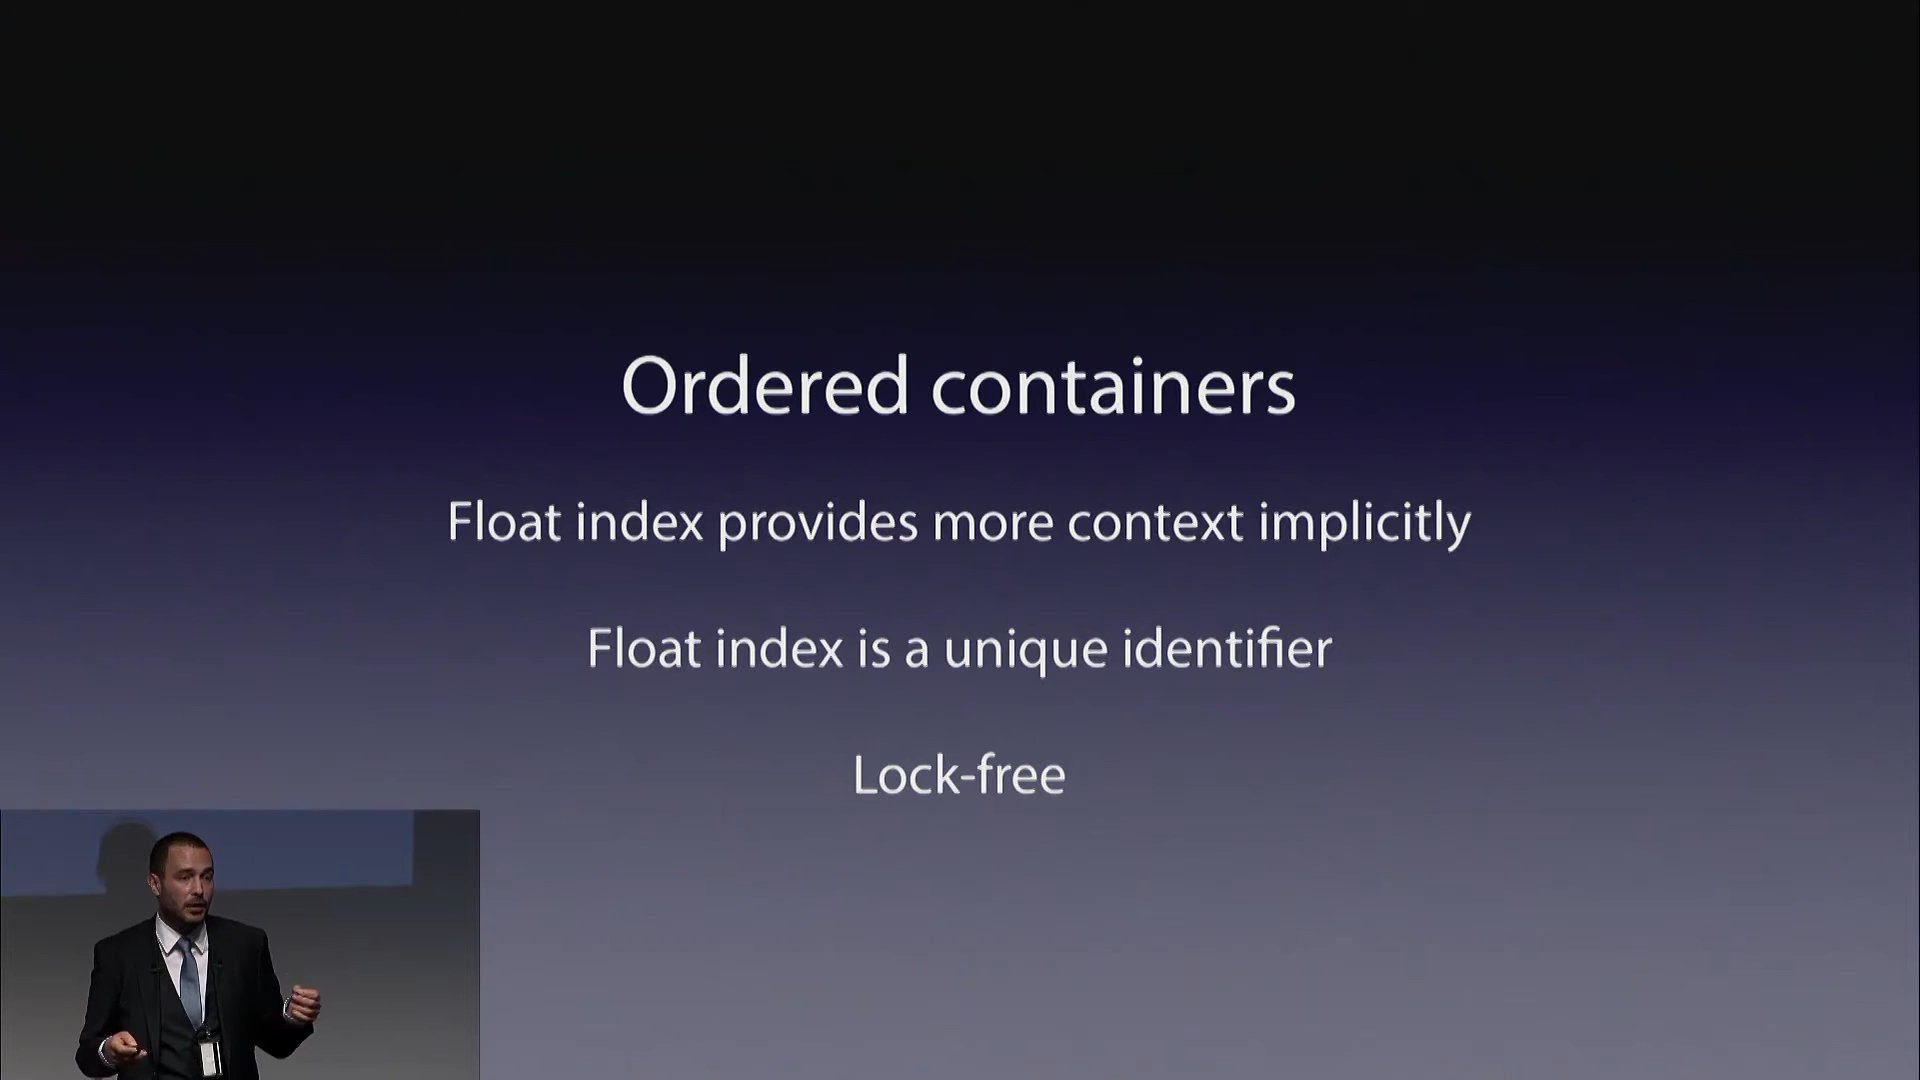 Ordered containers
Float index provides more context implicitly
Float index is a unique identifier
Lock-free